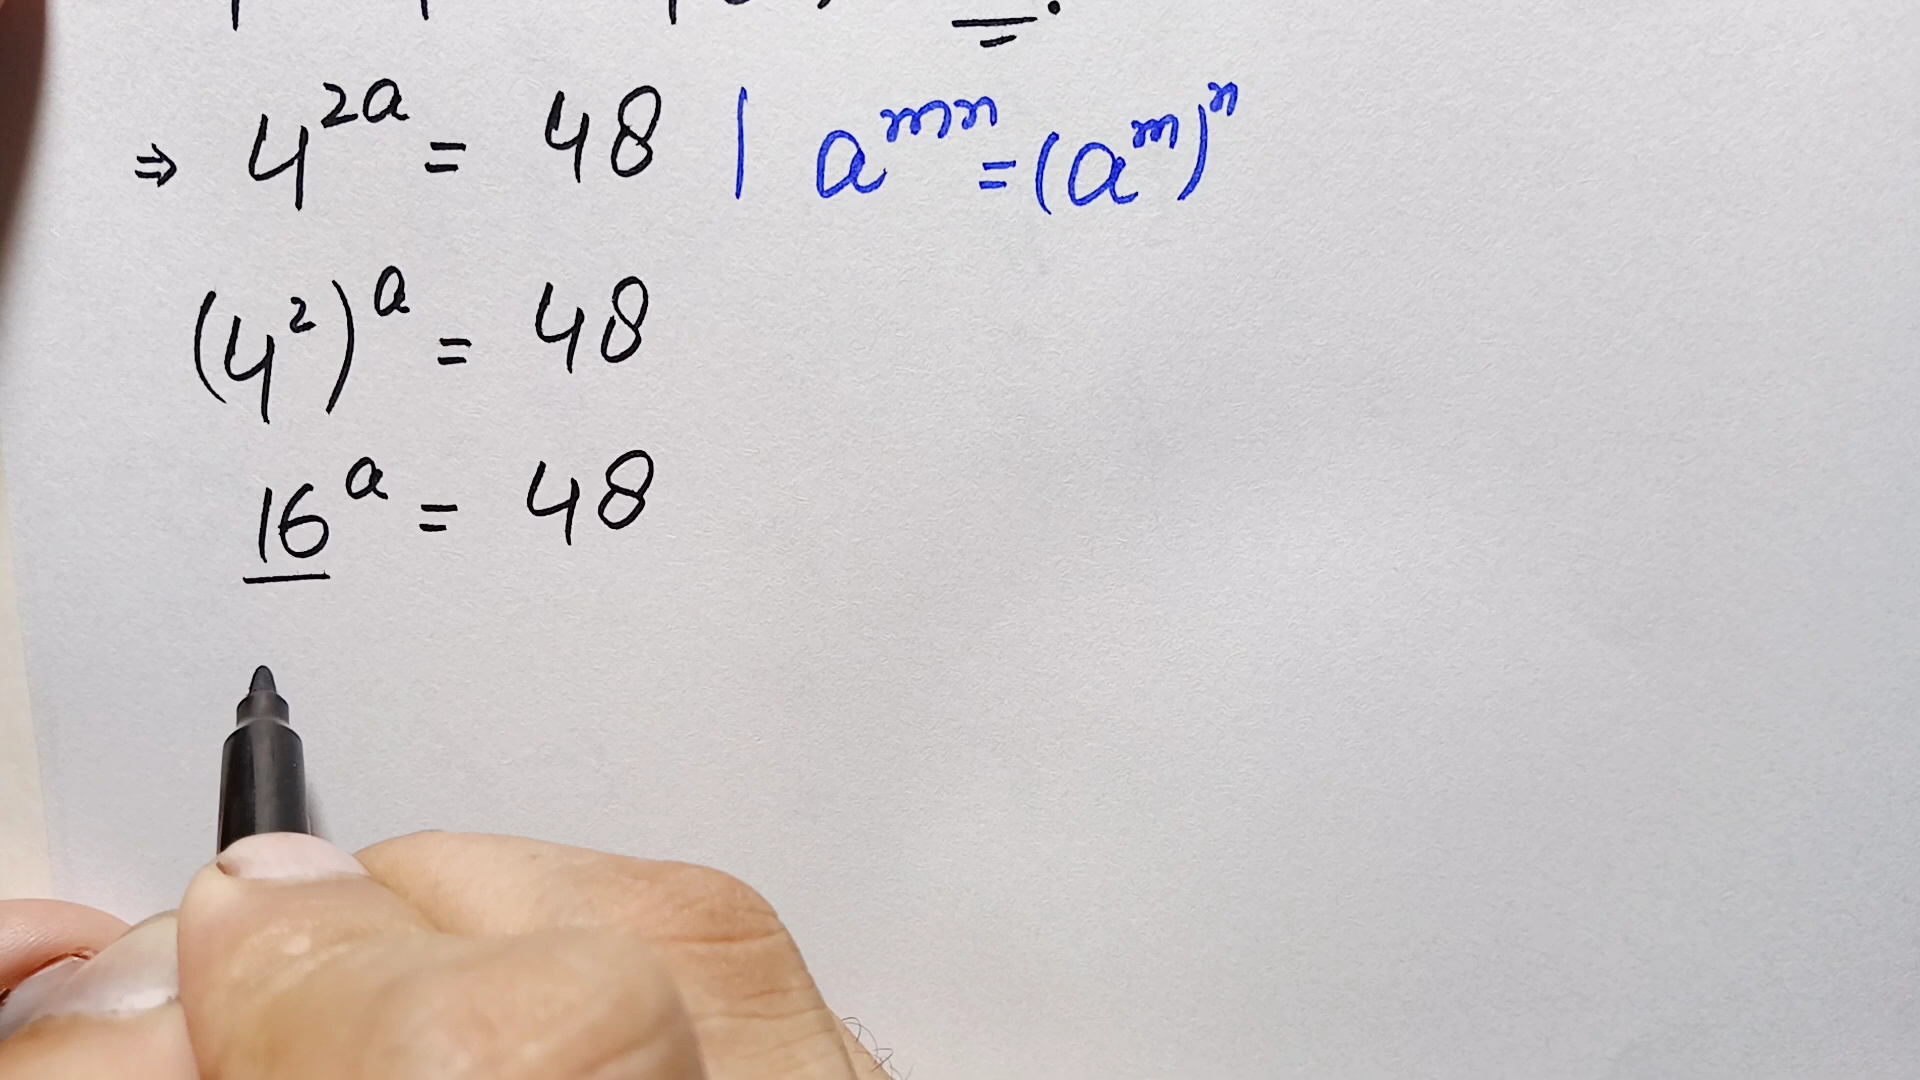 ⇒ 4^{2a} = 48 | a^{mn} = (a^m)^n
(4^2)^a = 48
16^a = 48